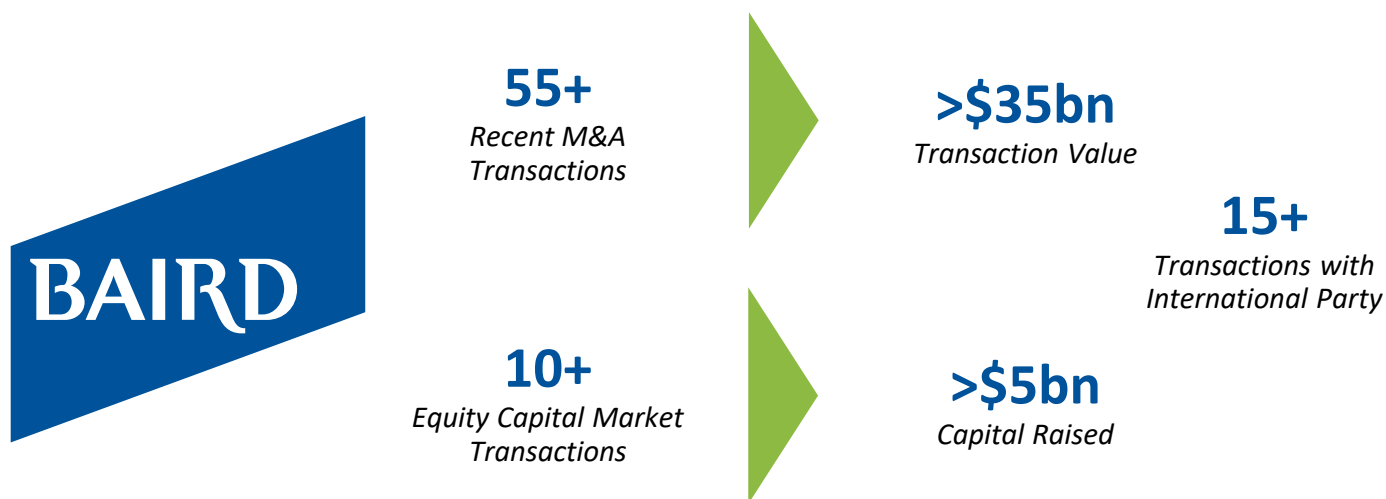 BAIRD
55+
Recent M&A
Transactions
>$35bn
Transaction Value
15+
Transactions with
International Party
10+
Equity Capital Market
Transactions
>$5bn
Capital Raised